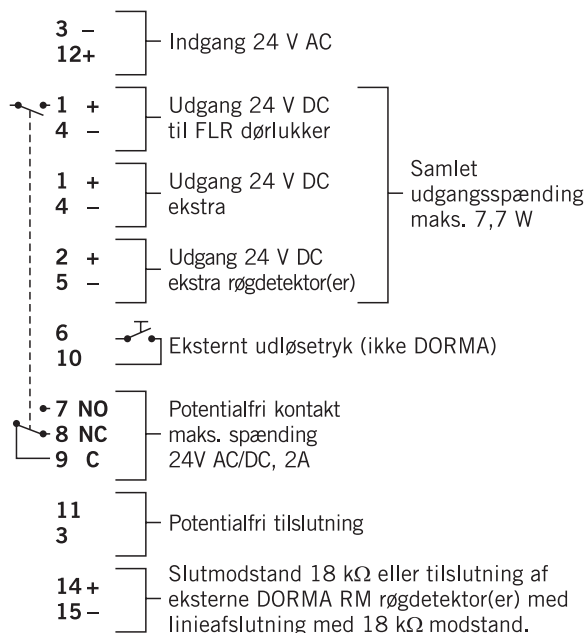 3 –
12+
Indgang 24 V AC
1 +
4 –
Udgang 24 V DC
til FLR dørlukker
1 +
4 –
Udgang 24 V DC
ekstra
2 +
5 –
Udgang 24 V DC
ekstra røgdetektor(er)
Samlet
udgangsspænding
maks. 7,7 W
6
10
Eksternt udløsetryk (ikke DORMA)
7 NO
8 NC
9 C
Potentialfri kontakt
maks. spænding
24V AC/DC, 2A
11
3
Potentialfri tilslutning
14 +
15 –
Slutmodstand 18 kΩ eller tilslutning af
eksterne DORMA RM røgdetektor(er) med
linieafslutning med 18 kΩ modstand.